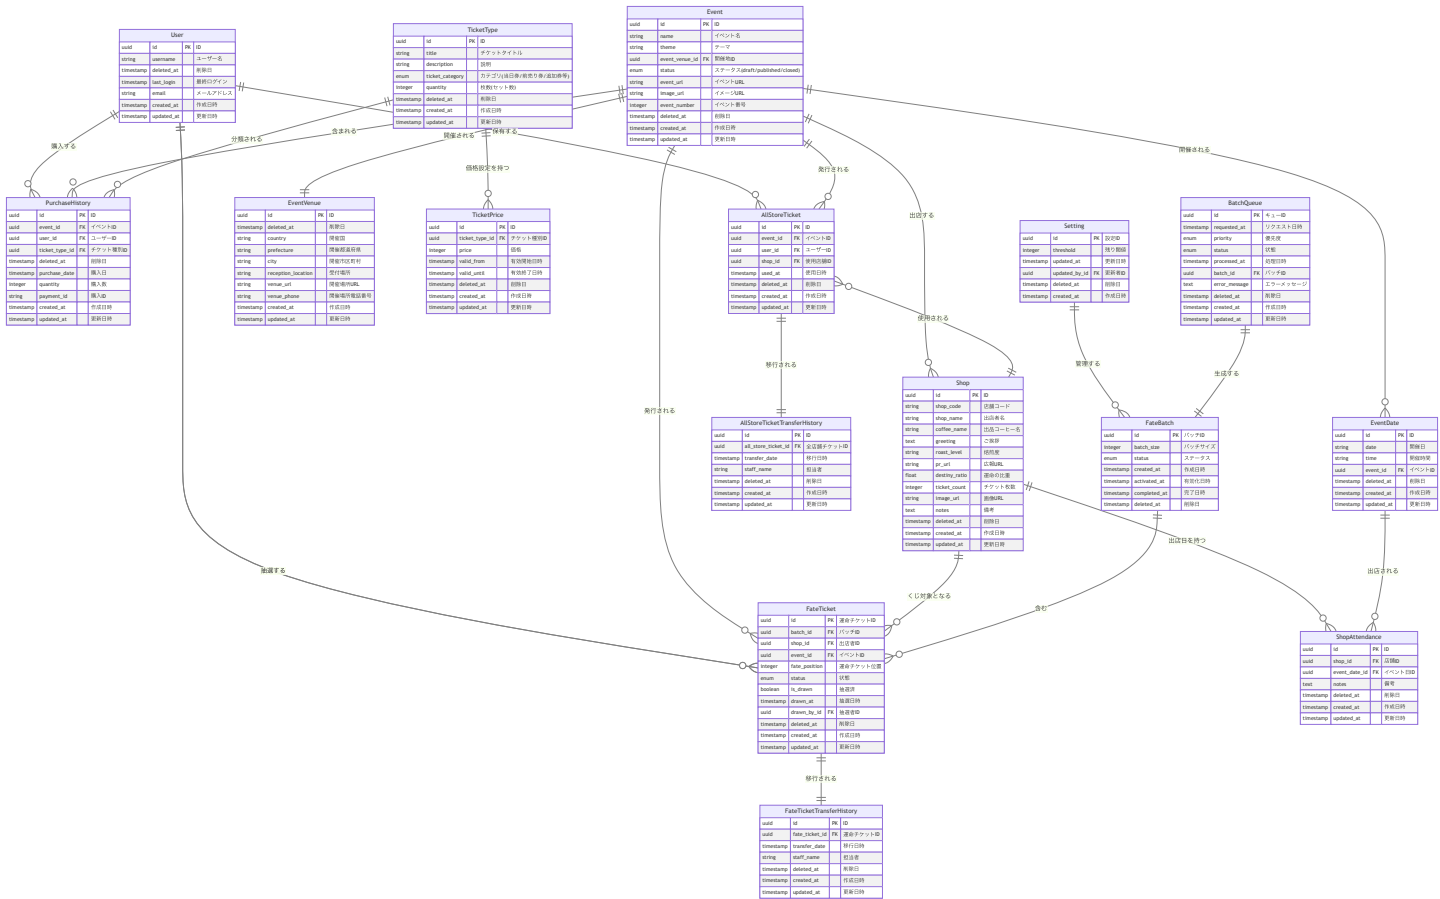 User
uuid id PK ID
string username ユーザー名
timestamp deleted_at 削除日
timestamp last_login 最終ログイン
string email メールアドレス
timestamp created_at 作成日時
timestamp updated_at 更新日時
TicketType
uuid id PK ID
string title チケットタイトル
string description 説明
enum ticket_category カテゴリ(当日券/前売り券/追加券等)
integer quantity 枚数(セット数)
timestamp deleted_at 削除日
timestamp created_at 作成日時
timestamp updated_at 更新日時
Event
uuid id PK ID
string name イベント名
string theme テーマ
uuid event_venue_id FK 開催地ID
enum status ステータス(draft/published/closed)
string event_url イベントURL
string image_url イメージURL
integer event_number イベント番号
timestamp deleted_at 削除日
timestamp created_at 作成日時
timestamp updated_at 更新日時
購入する
分類される
含まれる
開催される
保有する
価格設定を持つ
発行される
開催される
PurchaseHistory
uuid id PK ID
uuid event_id FK イベントID
uuid user_id FK ユーザーID
uuid ticket_type_id FK チケット種別ID
timestamp deleted_at 削除日
timestamp purchase_date 購入日
integer quantity 購入数
string payment_id 購入ID
timestamp created_at 作成日時
timestamp updated_at 更新日時
EventVenue
uuid id PK ID
timestamp deleted_at 削除日
string country 開催国
string prefecture 開催都道府県
string city 開催市区町村
string reception_location 受付場所
string venue_url 開催場所URL
string venue_phone 開催場所電話番号
timestamp created_at 作成日時
timestamp updated_at 更新日時
TicketPrice
uuid id PK ID
uuid ticket_type_id FK チケット種別ID
integer price 価格
timestamp valid_from 有効開始日時
timestamp valid_until 有効終了日時
timestamp deleted_at 削除日
timestamp created_at 作成日時
timestamp updated_at 更新日時
AllStoreTicket
uuid id PK ID
uuid event_id FK イベントID
uuid user_id FK ユーザーID
uuid shop_id FK 使用店舗ID
timestamp used_at 使用日時
timestamp deleted_at 削除日
timestamp created_at 作成日時
timestamp updated_at 更新日時
出店する
Setting
uuid id PK 設定ID
integer threshold 残り閾値
timestamp updated_at 更新日時
uuid updated_by_id FK 更新者ID
timestamp deleted_at 削除日
timestamp created_at 作成日時
BatchQueue
uuid id PK キューID
timestamp requested_at リクエスト日時
enum priority 優先度
enum status 状態
timestamp processed_at 処理日時
uuid batch_id FK バッチID
text error_message エラーメッセージ
timestamp deleted_at 削除日
timestamp created_at 作成日時
timestamp updated_at 更新日時
使用される
移行される
管理する
生成する
発行される
AllStoreTicketTransferHistory
uuid id PK ID
uuid all_store_ticket_id FK 全店舗チケットID
timestamp transfer_date 移行日時
string staff_name 担当者
timestamp deleted_at 削除日
timestamp created_at 作成日時
timestamp updated_at 更新日時
Shop
uuid id PK ID
string shop_code 店舗コード
string shop_name 出店者名
string coffee_name 出品コーヒー名
text greeting ご挨拶
string roast_level 焙煎度
string pr_url 広報URL
float destiny_ratio 運命の比重
integer ticket_count チケット枚数
string image_url 画像URL
text notes 備考
timestamp deleted_at 削除日
timestamp created_at 作成日時
timestamp updated_at 更新日時
FateBatch
uuid id PK バッチID
integer batch_size バッチサイズ
enum status ステータス
timestamp created_at 作成日時
timestamp activated_at 有効化日時
timestamp completed_at 完了日時
timestamp deleted_at 削除日
EventDate
uuid id PK ID
string date 開催日
string time 開催時間
uuid event_id FK イベントID
timestamp deleted_at 削除日
timestamp created_at 作成日時
timestamp updated_at 更新日時
抽選する
出店日を持つ
出店される
くじ対象となる
含む
FateTicket
uuid id PK 運命チケットID
uuid batch_id FK バッチID
uuid shop_id FK 出店者ID
uuid event_id FK イベントID
integer fate_position 運命チケット位置
enum status 状態
boolean is_drawn 抽選済
timestamp drawn_at 抽選日時
uuid drawn_by_id FK 抽選者ID
timestamp deleted_at 削除日
timestamp created_at 作成日時
timestamp updated_at 更新日時
ShopAttendance
uuid id PK ID
uuid shop_id FK 店舗ID
uuid event_date_id FK イベント日ID
text notes 備考
timestamp deleted_at 削除日
timestamp created_at 作成日時
timestamp updated_at 更新日時
移行される
FateTicketTransferHistory
uuid id PK ID
uuid fate_ticket_id FK 運命チケットID
timestamp transfer_date 移行日時
string staff_name 担当者
timestamp deleted_at 削除日
timestamp created_at 作成日時
timestamp updated_at 更新日時